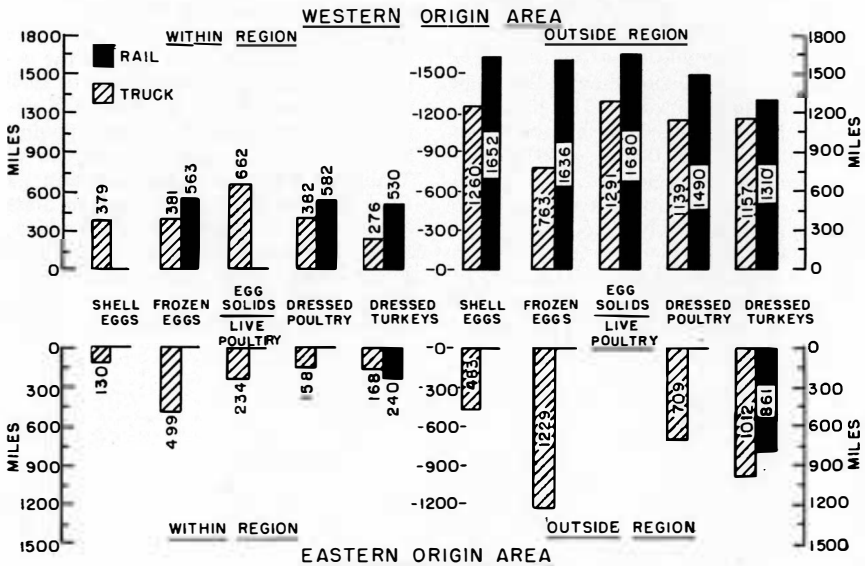 WESTERN ORIGIN AREA
WITHIN REGION
OUTSIDE REGION
RAIL
TRUCK
MILES
1800
1500
1300
900
600
300
0
379
381
563
662
382
582
276
530
-1500-
-1200-
-900-
-600-
-300-
-0-
1260
1652
763
1636
1291
1680
1139
1490
1157
1310
1800
1500
1200
900
600
300
0
MILES
SHELL EGGS
FROZEN EGGS
EGG SOLIDS
LIVE POULTRY
DRESSED POULTRY
DRESSED TURKEYS
SHELL EGGS
FROZEN EGGS
EGG SOLIDS
LIVE POULTRY
DRESSED POULTRY
DRESSED TURKEYS
MILES
0
300
600
900
1200
1500
130
499
234
158
168
240
-0-
-300-
-600-
-900-
-1200-
483
1229
709
1012
861
0
300
600
900
1200
1500
MILES
WITHIN REGION
OUTSIDE REGION
EASTERN ORIGIN AREA